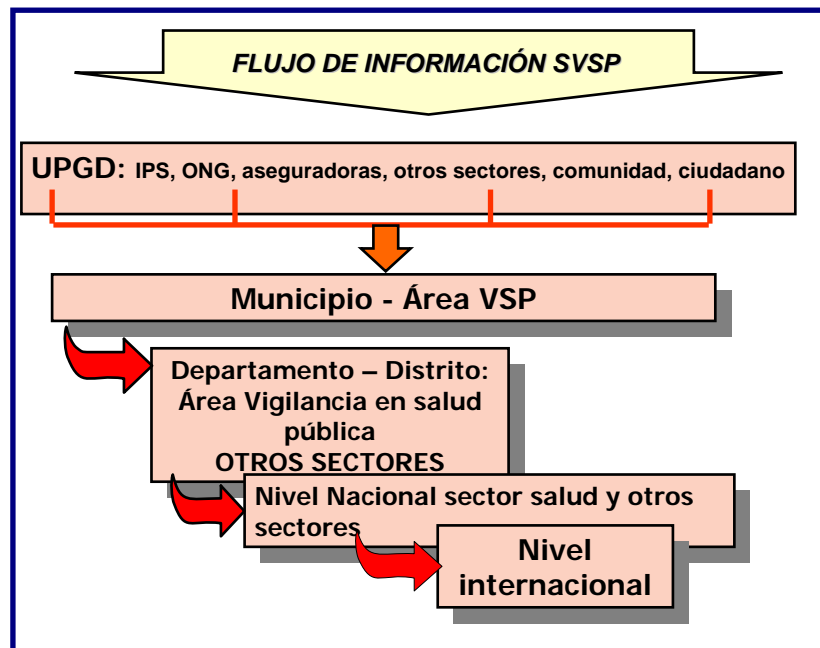 FLUJO DE INFORMACIÓN SVSP
UPGD: IPS, ONG, aseguradoras, otros sectores, comunidad, ciudadano
Municipio - Área VSP
Departamento – Distrito:
Área Vigilancia en salud
pública
OTROS SECTORES
Nivel Nacional sector salud y otros
sectores
Nivel
internacional